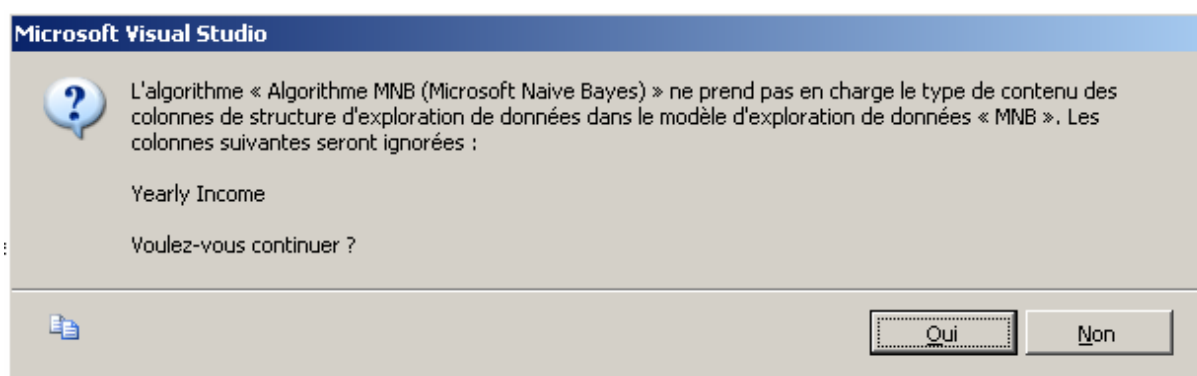 Microsoft Visual Studio
L'algorithme « Algorithme MNB (Microsoft Naive Bayes) » ne prend pas en charge le type de contenu des
colonnes de structure d'exploration de données dans le modèle d'exploration de données « MNB ». Les
colonnes suivantes seront ignorées :
Yearly Income
Voulez-vous continuer ?
Oui
Non